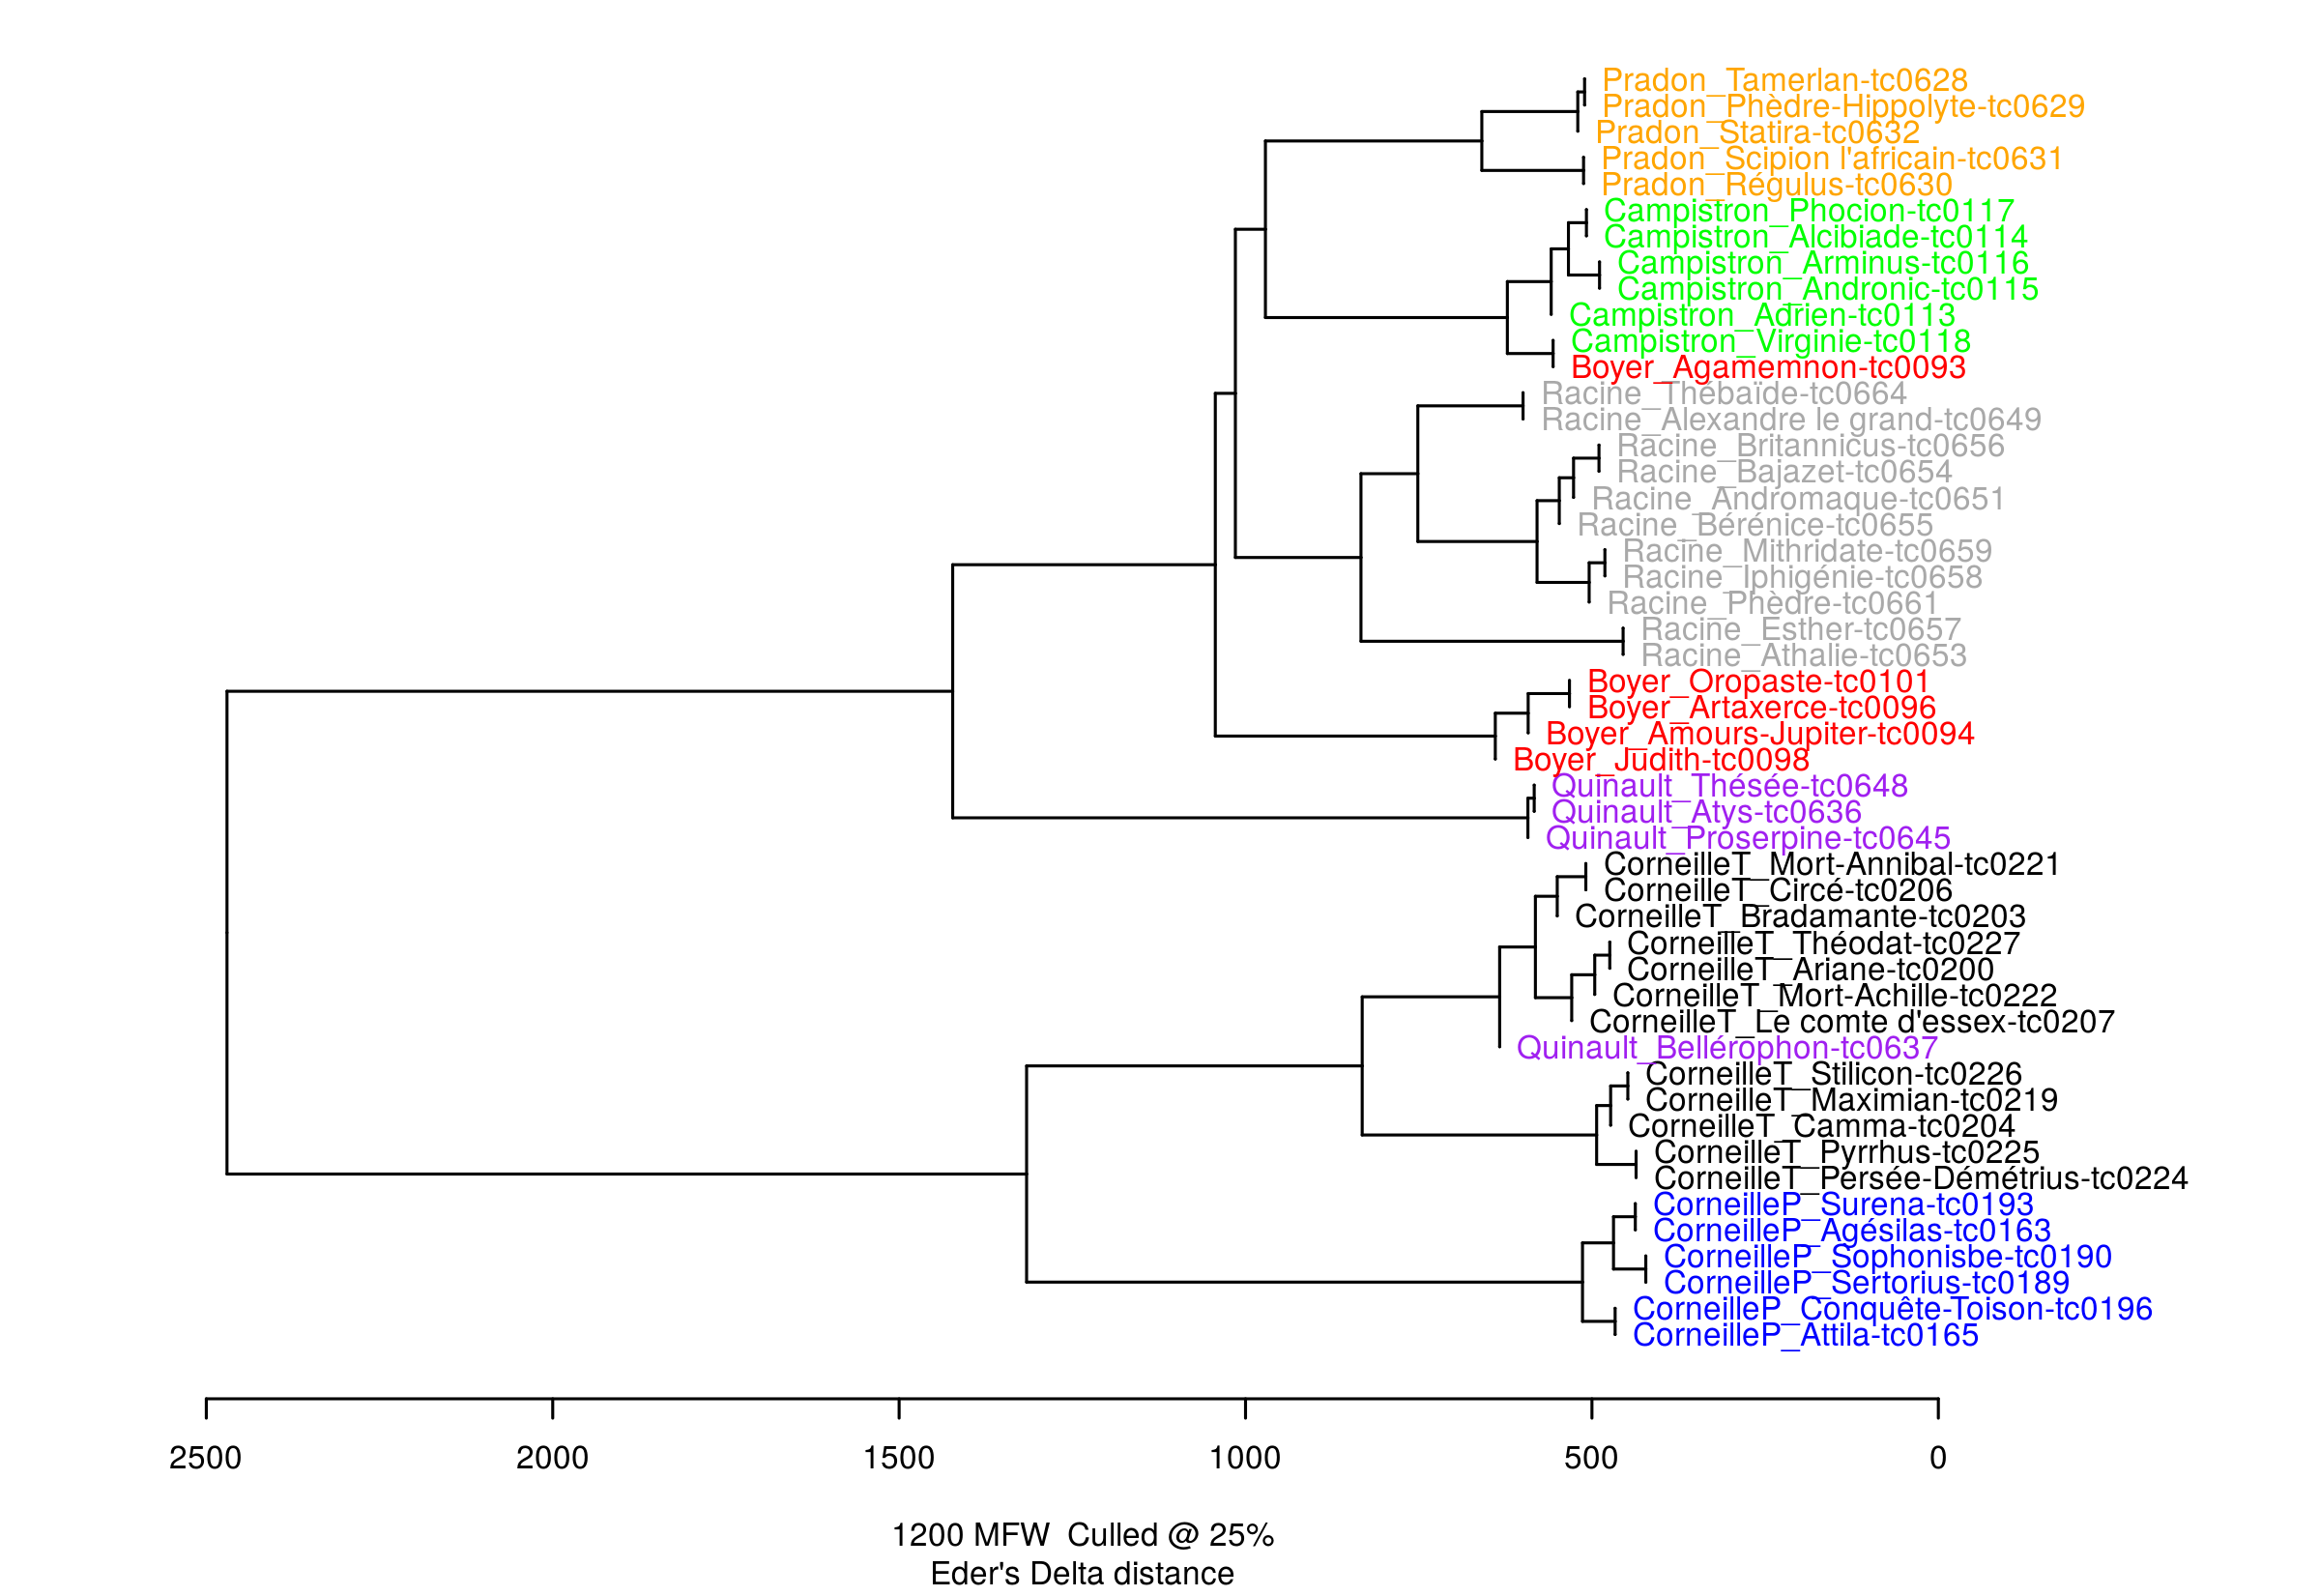 Pradon_Tamerlan-tc0628
Pradon_Phèdre-Hippolyte-tc0629
Pradon_Statira-tc0632
Pradon_Scipion l'africain-tc0631
Pradon_Régulus-tc0630
Campistron_Phocion-tc0117
Campistron_Alcibiade-tc0114
Campistron_Arminus-tc0116
Campistron_Andronic-tc0115
Campistron_Adrien-tc0113
Campistron_Virginie-tc0118
Boyer_Agamemnon-tc0093
Racine_Thébaïde-tc0664
Racine_Alexandre le grand-tc0649
Racine_Britannicus-tc0656
Racine_Bajazet-tc0654
Racine_Andromaque-tc0651
Racine_Bérénice-tc0655
Racine_Mithridate-tc0659
Racine_Iphigénie-tc0658
Racine_Phèdre-tc0661
Racine_Esther-tc0657
Racine_Athalie-tc0653
Boyer_Oropaste-tc0101
Boyer_Artaxerce-tc0096
Boyer_Amours-Jupiter-tc0094
Boyer_Judith-tc0098
Quinault_Thésée-tc0648
Quinault_Atys-tc0636
Quinault_Proserpine-tc0645
CorneilleT_Mort-Annibal-tc0221
CorneilleT_Circé-tc0206
CorneilleT_Bradamante-tc0203
CorneilleT_Théodat-tc0227
CorneilleT_Ariane-tc0200
CorneilleT_Mort-Achille-tc0222
CorneilleT_Le comte d'essex-tc0207
Quinault_Bellérophon-tc0637
CorneilleT_Stilicon-tc0226
CorneilleT_Maximian-tc0219
CorneilleT_Camma-tc0204
CorneilleT_Pyrrhus-tc0225
CorneilleT_Persée-Démétrius-tc0224
CorneilleP_Surena-tc0193
CorneilleP_Agésilas-tc0163
CorneilleP_Sophonisbe-tc0190
CorneilleP_Sertorius-tc0189
CorneilleP_Conquête-Toison-tc0196
CorneilleP_Attila-tc0165
2500 2000 1500 1000 500 0
1200 MFW  Culled @ 25%
Eder's Delta distance